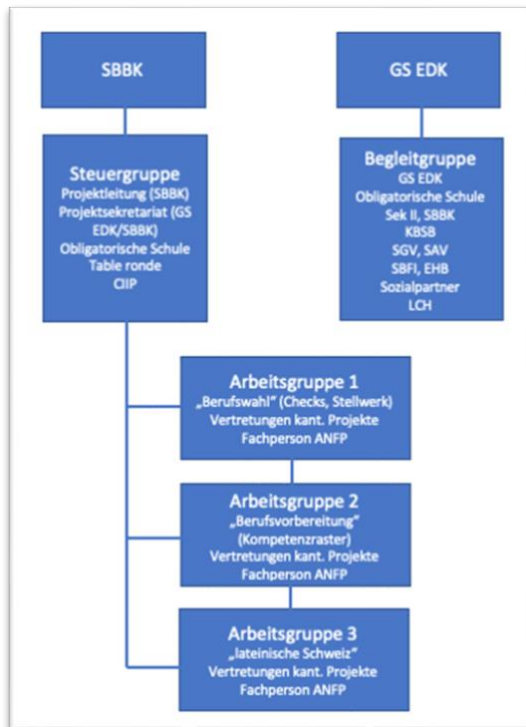 SBBK
GS EDK
Steuergruppe
Projektleitung (SBBK)
Projektsekretariat (GS
EDK/SBBK)
Obligatorische Schule
Table ronde
CIIP
Begleitgruppe
GS EDK
Obligatorische Schule
Sek II, SBBK
KBSB
SGV, SAV
SBFI, EHB
Sozialpartner
LCH
Arbeitsgruppe 1
„Berufswahl“ (Checks, Stellwerk)
Vertretungen kant. Projekte
Fachperson ANFP
Arbeitsgruppe 2
„Berufsvorbereitung“
(Kompetenzraster)
Vertretungen kant. Projekte
Fachperson ANFP
Arbeitsgruppe 3
„lateinische Schweiz“
Vertretungen kant. Projekte
Fachperson ANFP